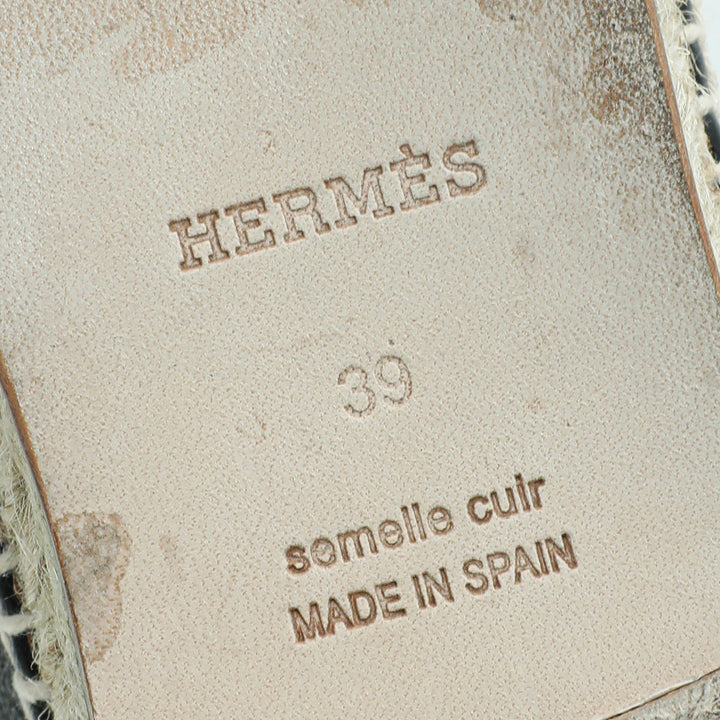 HERMÈS
39
semelle cuir
MADE IN SPAIN